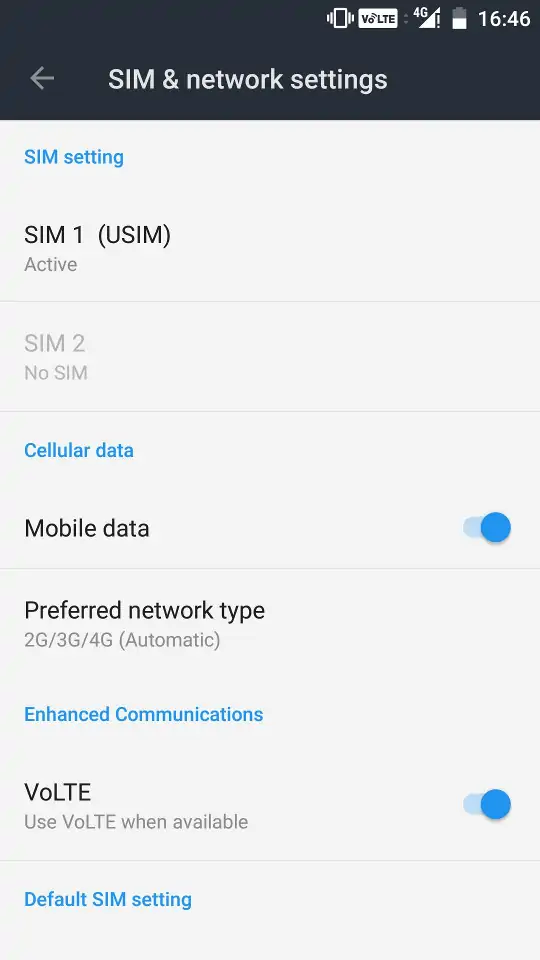 VoLTE 4G 16:46
SIM & network settings
SIM setting
SIM 1 (USIM)
Active
SIM 2
No SIM
Cellular data
Mobile data
Preferred network type
2G/3G/4G (Automatic)
Enhanced Communications
VoLTE
Use VoLTE when available
Default SIM setting